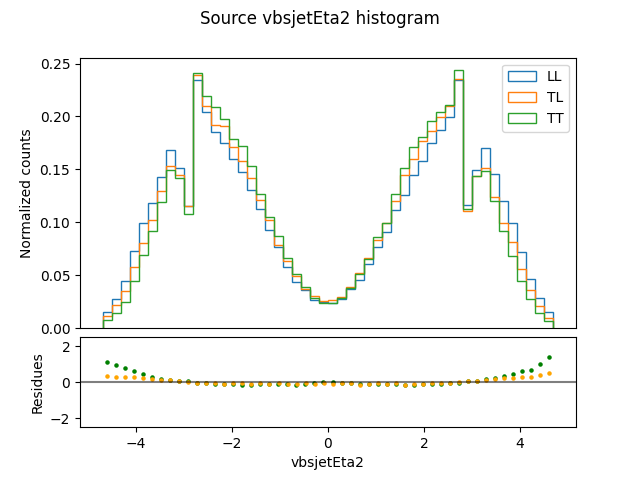 Source vbsjetEta2 histogram
0.25
0.20
0.15
0.10
0.05
0.00
Normalized counts
LL
TL
TT
2
0
−2
Residues
−4
−2
0
2
4
vbsjetEta2